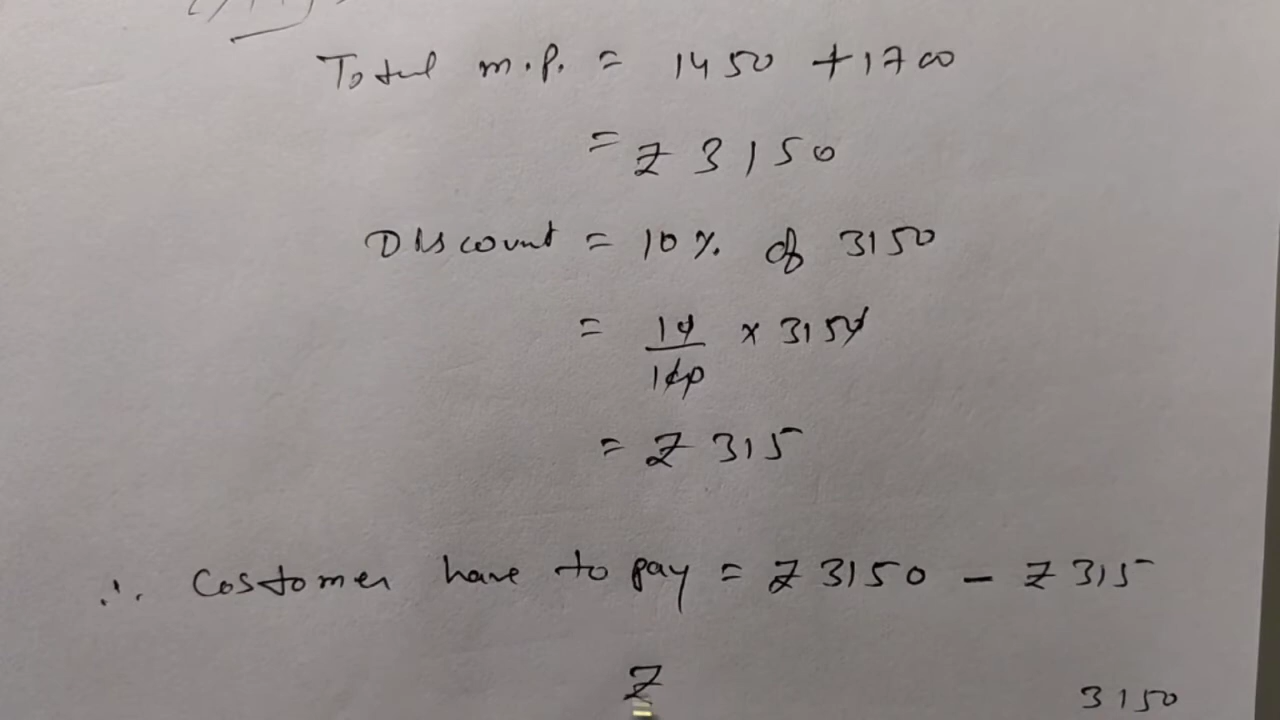 Total m.p. = 1450 + 1700
= ₹ 3150
Discount = 10% of 3150
= 10/100 × 3150
= ₹ 315
∴ Costomer have to pay = ₹ 3150 - ₹ 315
₹ 3150